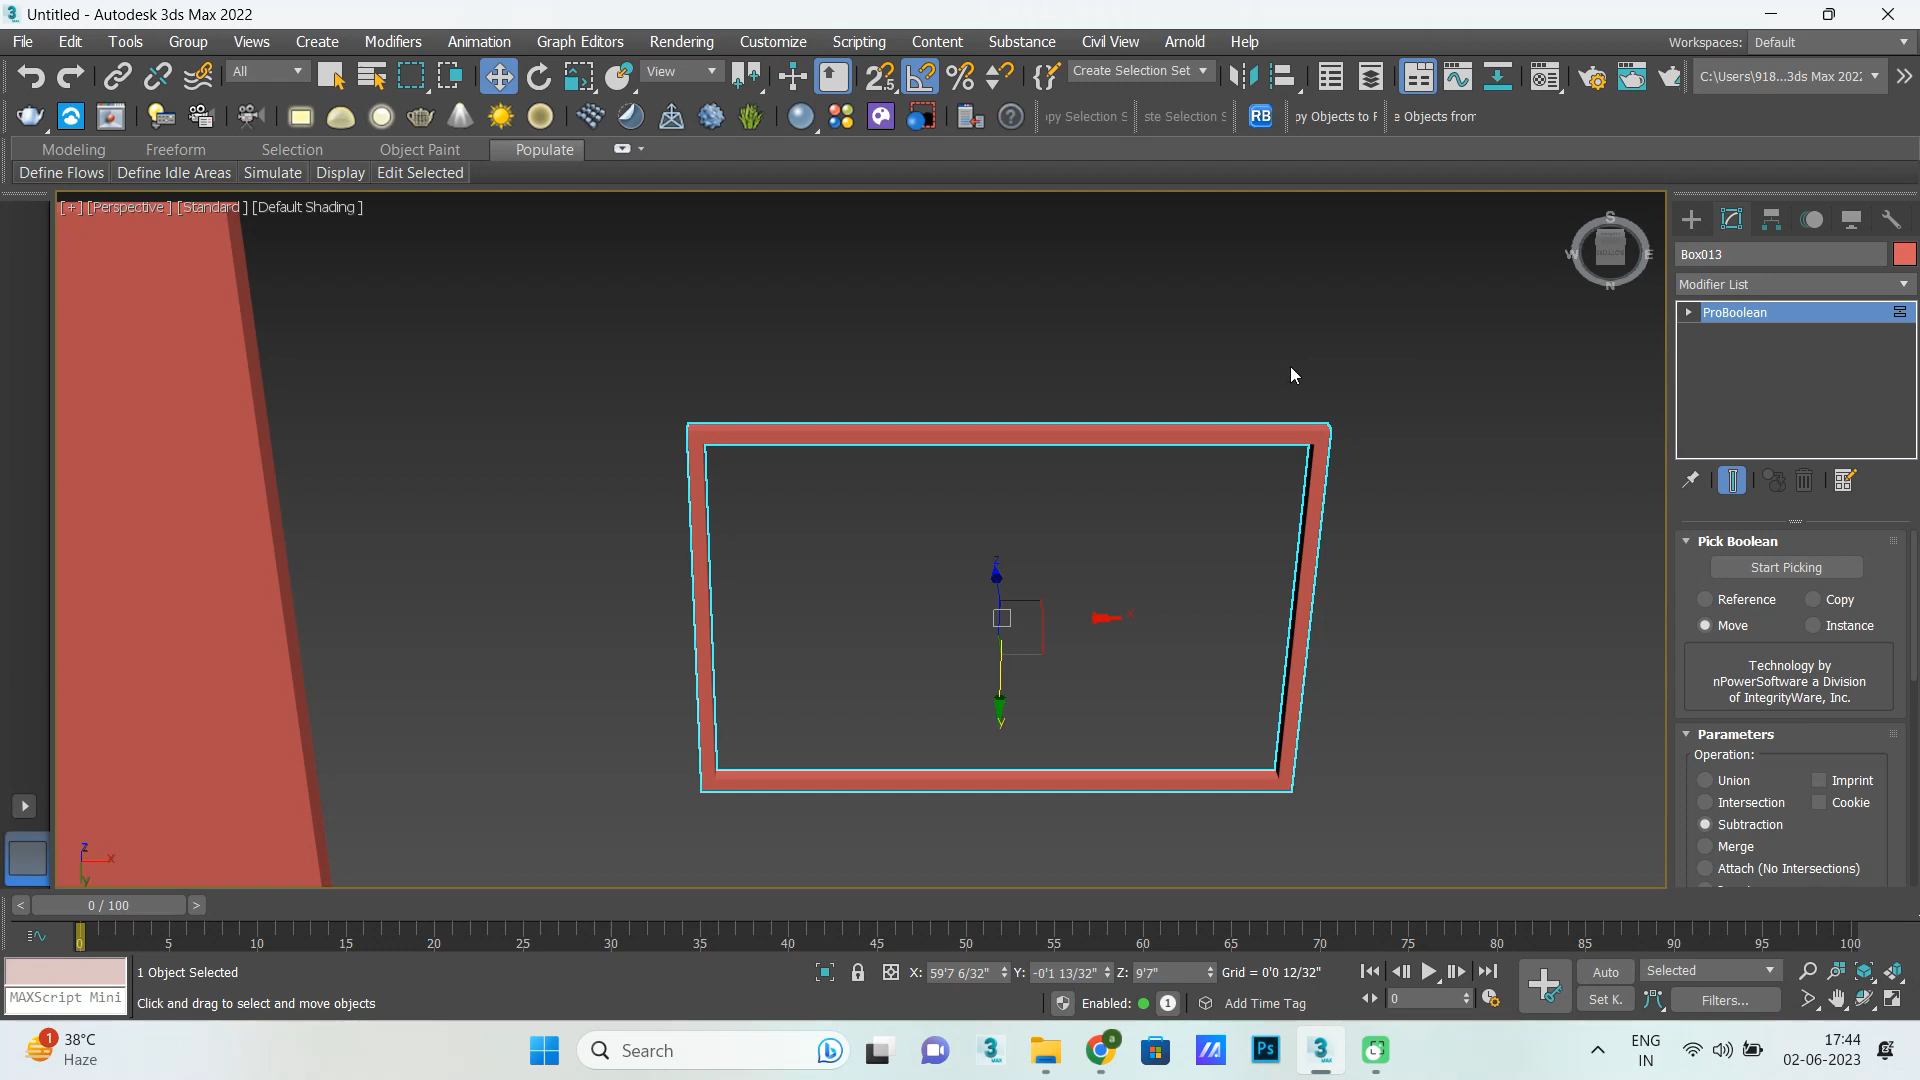 Untitled - Autodesk 3ds Max 2022
File Edit Tools Group Views Create Modifiers Animation Graph Editors Rendering Customize Scripting Content Substance Civil View Arnold Help
Workspaces: Default
All View Create Selection Set C:\Users\918...3ds Max 2022
py Selection S ste Selection S RB py Objects to F e Objects from
Modeling Freeform Selection Object Paint Populate
Define Flows Define Idle Areas Simulate Display Edit Selected
[ + ] [Perspective ] [Standard ] [Default Shading ]
S
W E
N
Box013
Modifier List
ProBoolean
Pick Boolean
Start Picking
Reference Copy
Move Instance
Technology by
nPowerSoftware a Division
of IntegrityWare, Inc.
Parameters
Operation:
Union Imprint
Intersection Cookie
Subtraction
Merge
Attach (No Intersections)
z
x
y
z
x
y
< 0 / 100 >
0 5 10 15 20 25 30 35 40 45 50 55 60 65 70 75 80 85 90 95 100
MAXScript Mini
1 Object Selected
Click and drag to select and move objects
X: 59'7 6/32" Y: -0'1 13/32" Z: 9'7" Grid = 0'0 12/32"
Enabled: 1 Add Time Tag
0
Auto Selected
Set K. Filters...
1 38°C
Haze
Search
3 MAX
Ps
3 MAX
ENG
IN
17:44
02-06-2023